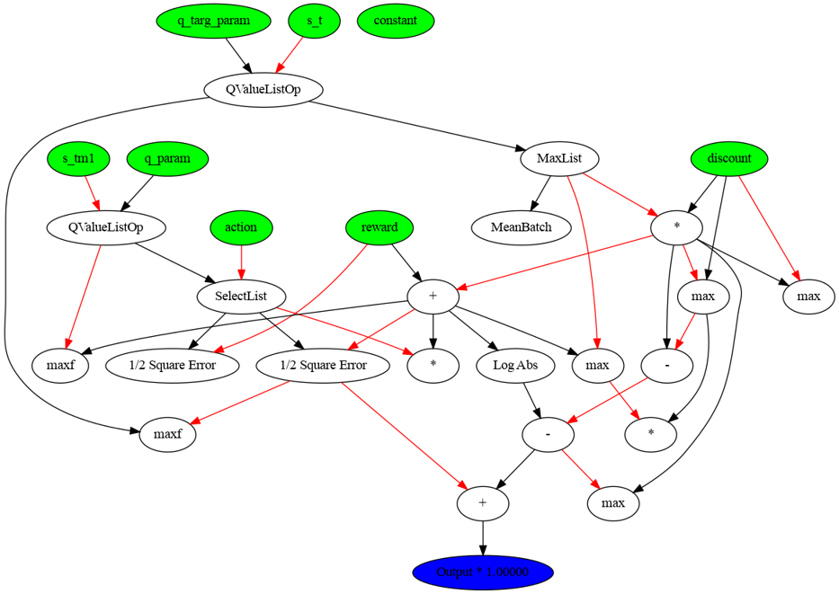 q_targ_param
s_t
constant
QValueListOp
s_tm1
q_param
MaxList
discount
QValueListOp
action
reward
MeanBatch
*
SelectList
+
max
max
maxf
1/2 Square Error
1/2 Square Error
*
Log Abs
max
-
maxf
-
*
+
max
Output * 1.00000